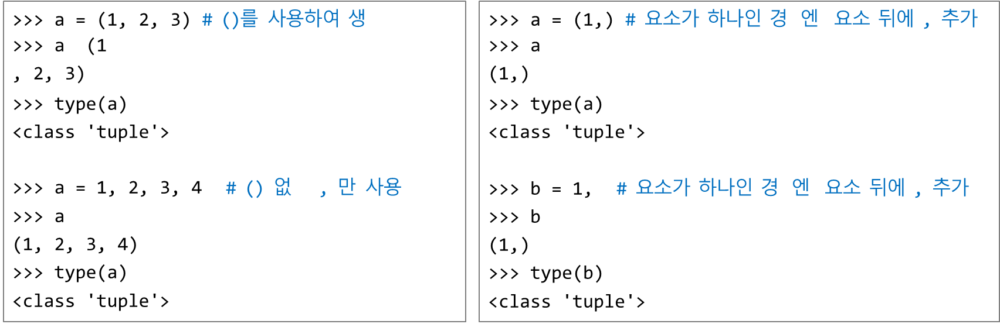 >>> a = (1, 2, 3) # ()를 사용하여 생
>>> a (1
, 2, 3)
>>> type(a)
<class 'tuple'>
>>> a = 1, 2, 3, 4 # () 없 , 만 사용
>>> a
(1, 2, 3, 4)
>>> type(a)
<class 'tuple'>
>>> a = (1,) # 요소가 하나인 경 엔 요소 뒤에 , 추가
>>> a
(1,)
>>> type(a)
<class 'tuple'>
>>> b = 1, # 요소가 하나인 경 엔 요소 뒤에 , 추가
>>> b
(1,)
>>> type(b)
<class 'tuple'>